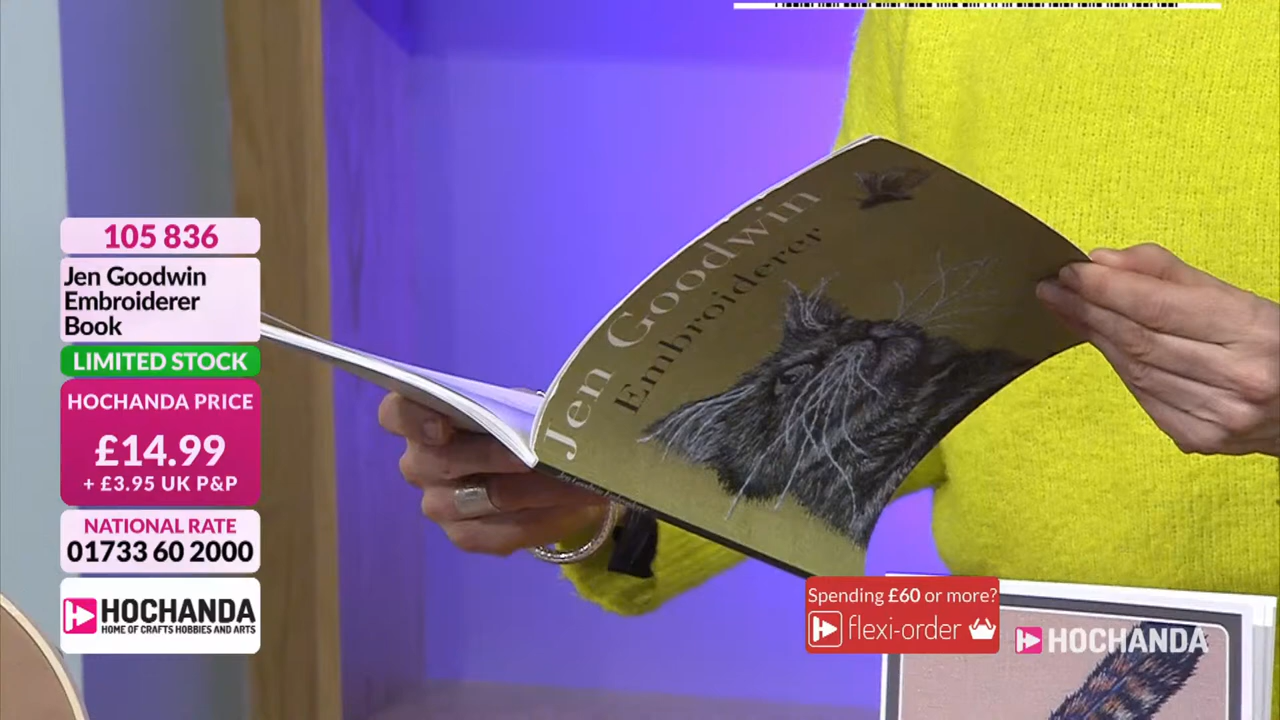 105 836
Jen Goodwin
Embroiderer
Book
LIMITED STOCK
HOCHANDA PRICE
£14.99
+ £3.95 UK P&P
NATIONAL RATE
01733 60 2000
HOCHANDA
HOME OF CRAFTS HOBBIES AND ARTS
Jen Goodwin
Embroiderer
Spending £60 or more?
flexi-order
HOCHANDA